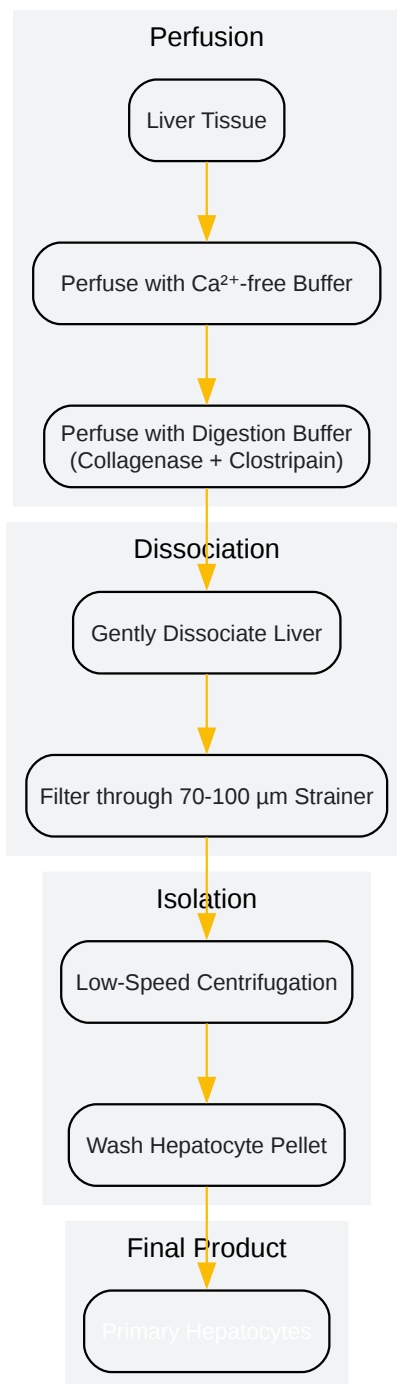 Perfusion
Liver Tissue
Perfuse with Ca²⁺-free Buffer
Perfuse with Digestion Buffer
(Collagenase + Clostripain)
Dissociation
Gently Dissociate Liver
Filter through 70-100 µm Strainer
Isolation
Low-Speed Centrifugation
Wash Hepatocyte Pellet
Final Product
Primary Hepatocytes